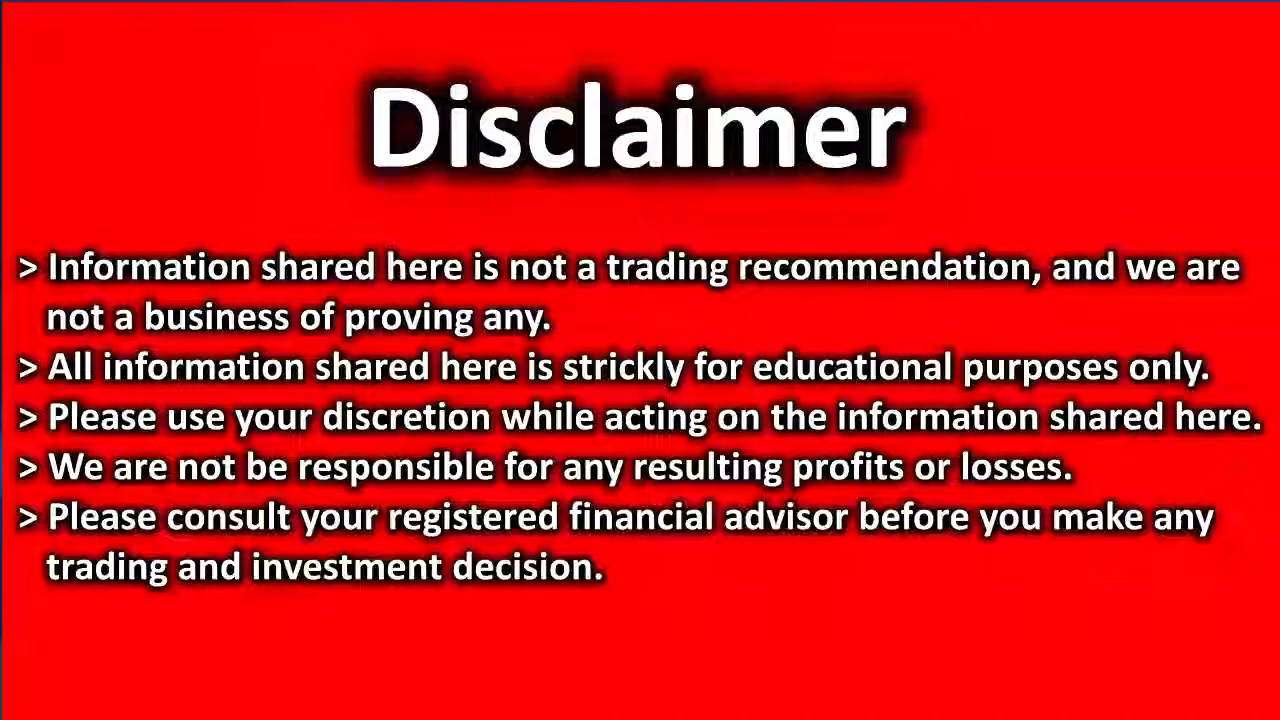 Disclaimer
> Information shared here is not a trading recommendation, and we are
not a business of proving any.
> All information shared here is strickly for educational purposes only.
> Please use your discretion while acting on the information shared here.
> We are not be responsible for any resulting profits or losses.
> Please consult your registered financial advisor before you make any
trading and investment decision.